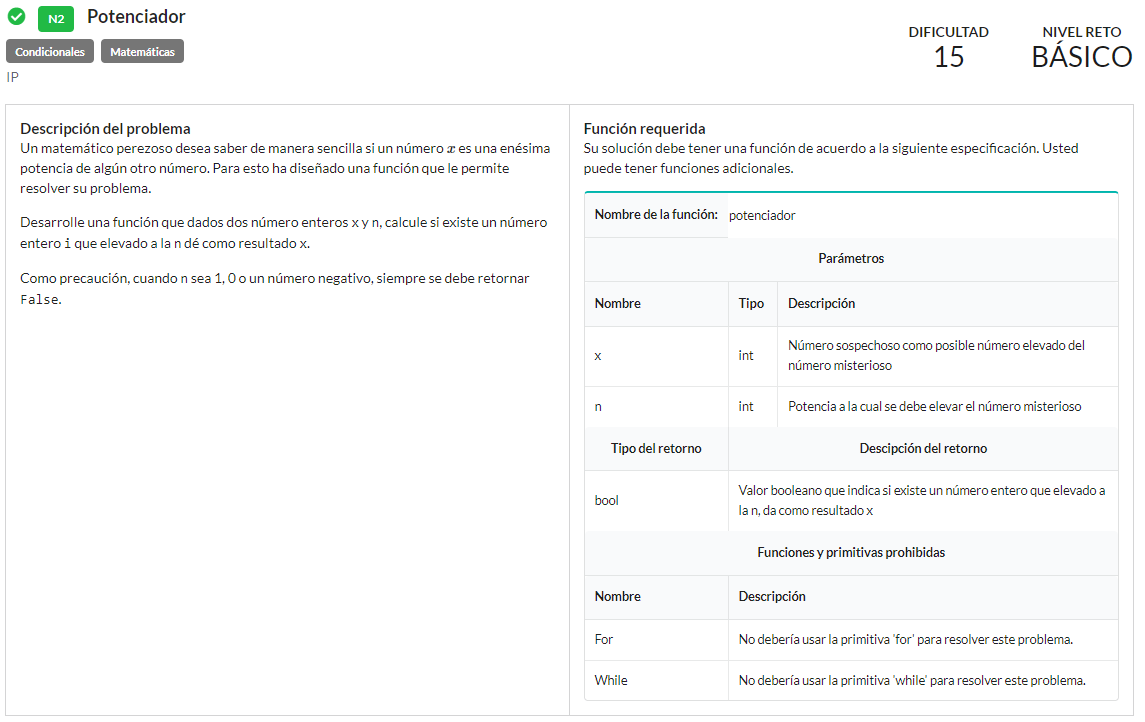 N2 Potenciador
Condicionales Matemáticas
IP
DIFICULTAD
15
NIVEL RETO
BÁSICO
Descripción del problema
Un matemático perezoso desea saber de manera sencilla si un número x es una enésima
potencia de algún otro número. Para esto ha diseñado una función que le permite
resolver su problema.
Desarrolle una función que dados dos número enteros x y n, calcule si existe un número
entero i que elevado a la n dé como resultado x.
Como precaución, cuando n sea 1, 0 o un número negativo, siempre se debe retornar
False.
Función requerida
Su solución debe tener una función de acuerdo a la siguiente especificación. Usted
puede tener funciones adicionales.
Nombre de la función: potenciador
Parámetros
Nombre Tipo Descripción
x int Número sospechoso como posible número elevado del
número misterioso
n int Potencia a la cual se debe elevar el número misterioso
Tipo del retorno Descipción del retorno
bool Valor booleano que indica si existe un número entero que elevado a
la n, da como resultado x
Funciones y primitivas prohibidas
Nombre Descripción
For No debería usar la primitiva 'for' para resolver este problema.
While No debería usar la primitiva 'while' para resolver este problema.